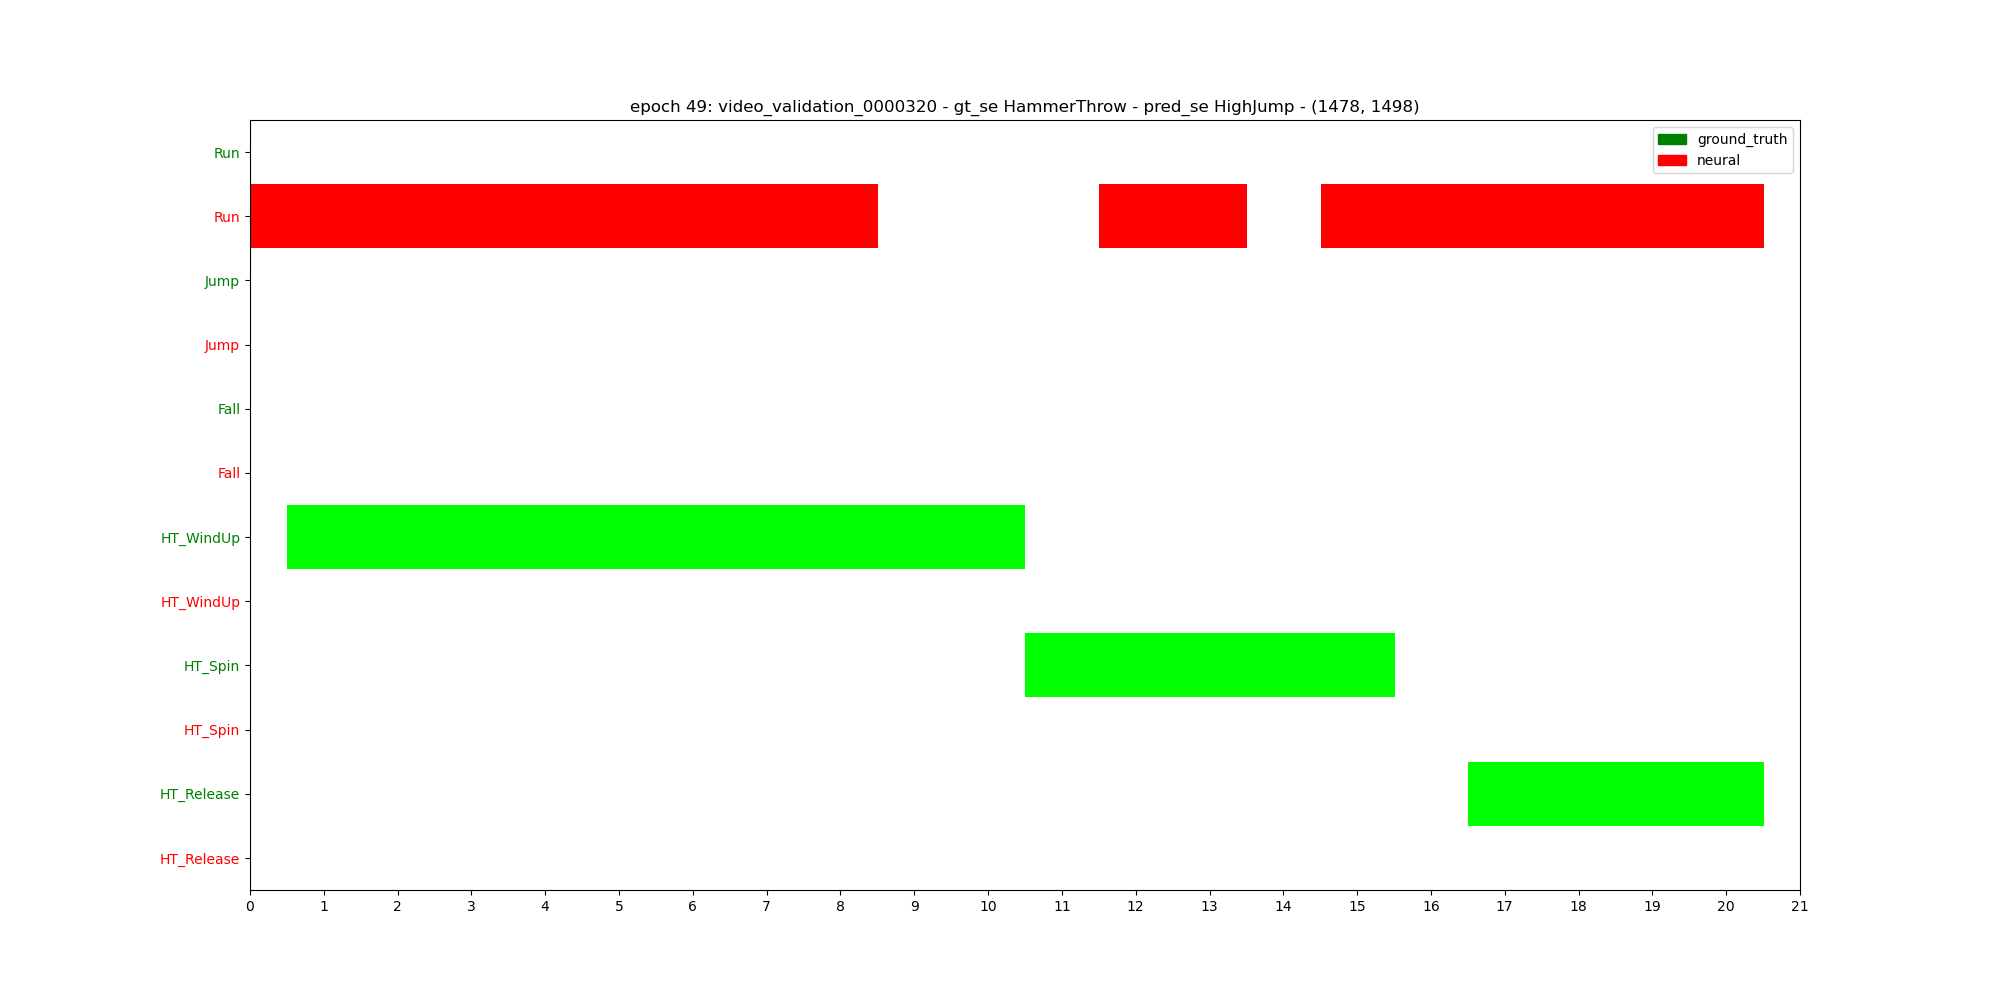 epoch 49: video_validation_0000320 - gt_se HammerThrow - pred_se HighJump - (1478, 1498)
ground_truth
neural
Run
Run
Jump
Jump
Fall
Fall
HT_WindUp
HT_WindUp
HT_Spin
HT_Spin
HT_Release
HT_Release
0 1 2 3 4 5 6 7 8 9 10 11 12 13 14 15 16 17 18 19 20 21